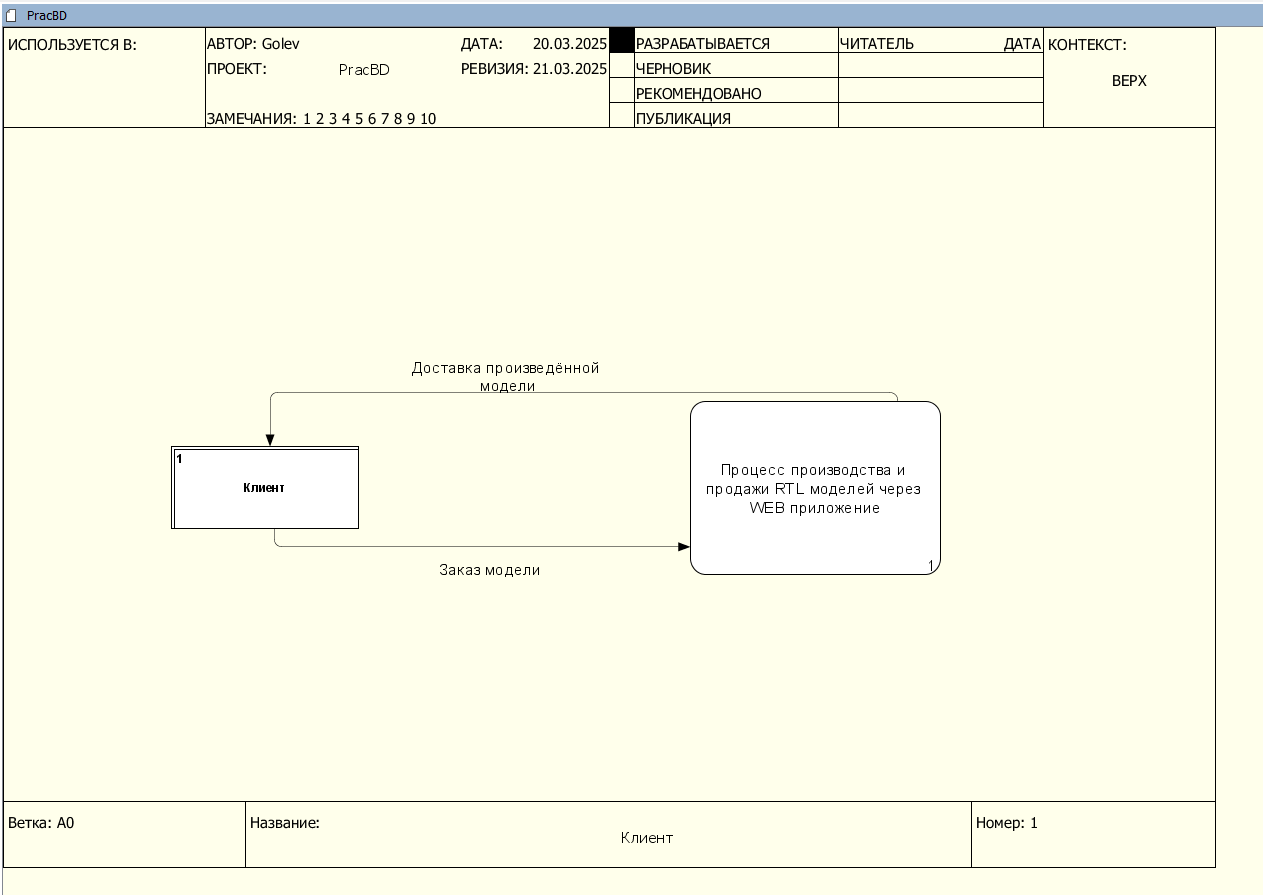 PracBD
ИСПОЛЬЗУЕТСЯ В:
АВТОР: Golev
ДАТА: 20.03.2025
ПРОЕКТ: PracBD
РЕВИЗИЯ: 21.03.2025
ЗАМЕЧАНИЯ: 1 2 3 4 5 6 7 8 9 10
РАЗРАБАТЫВАЕТСЯ
ЧЕРНОВИК
РЕКОМЕНДОВАНО
ПУБЛИКАЦИЯ
ЧИТАТЕЛЬ ДАТА
КОНТЕКСТ:
ВЕРХ
Доставка произведённой
модели
1
Клиент
Процесс производства и
продажи RTL моделей через
WEB приложение
1
Заказ модели
Ветка: A0
Название:
Клиент
Номер: 1